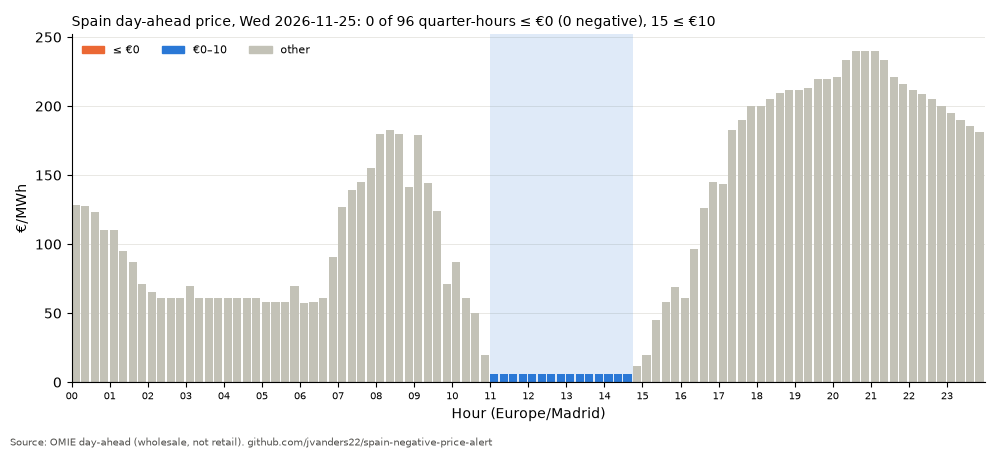 Spain day-ahead price, Wed 2026-11-25: 0 of 96 quarter-hours ≤ €0 (0 negative), 15 ≤ €10
≤ €0 €0–10 other
250
200
150
100
50
0
€/MWh
00 01 02 03 04 05 06 07 08 09 10 11 12 13 14 15 16 17 18 19 20 21 22 23
Hour (Europe/Madrid)
Source: OMIE day-ahead (wholesale, not retail). github.com/jvanders22/spain-negative-price-alert